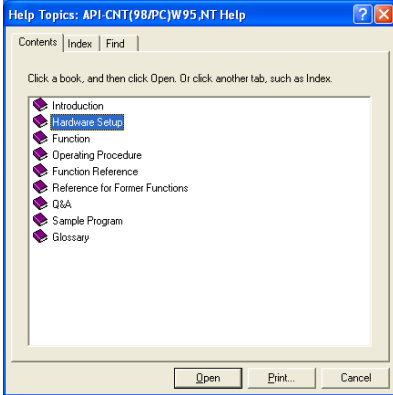 Help Topics: API-CNT(98/PC)W95,NT Help
Contents Index Find
Click a book, and then click Open. Or click another tab, such as Index.
Introduction
Hardware Setup
Function
Operating Procedure
Function Reference
Reference for Former Functions
Q&A
Sample Program
Glossary
Open Print... Cancel